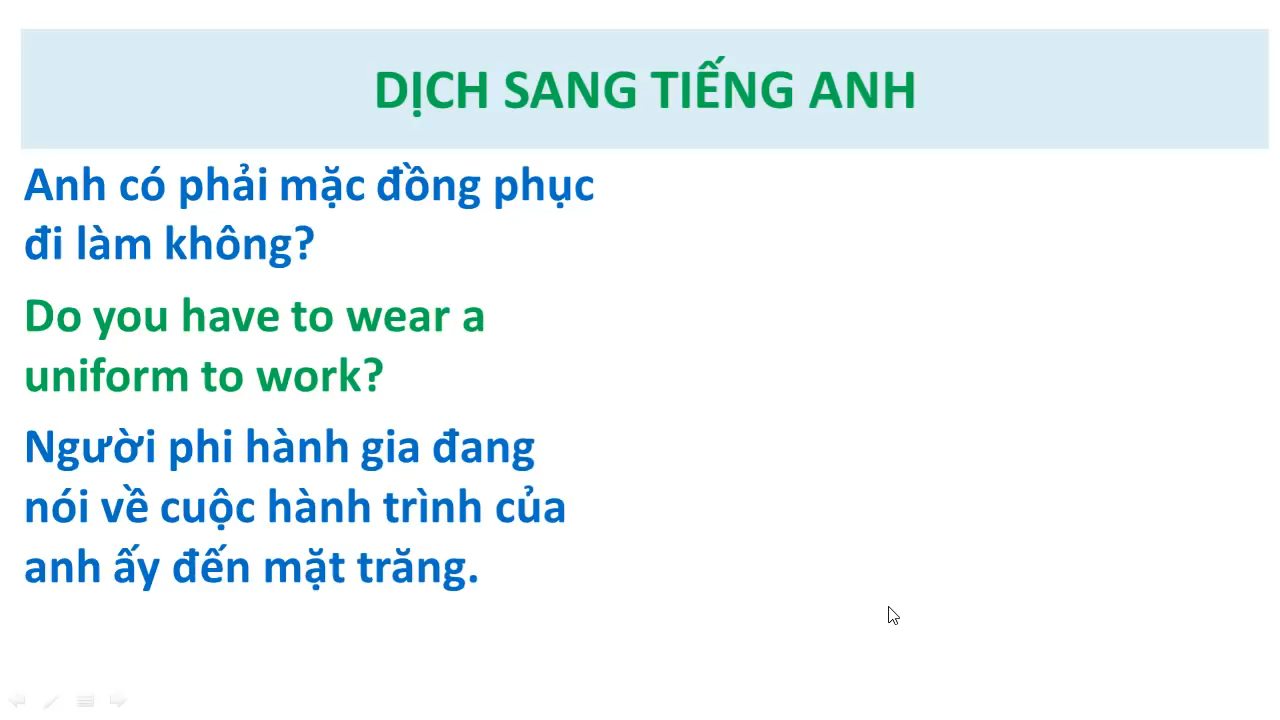 DỊCH SANG TIẾNG ANH
Anh có phải mặc đồng phục
đi làm không?
Do you have to wear a
uniform to work?
Người phi hành gia đang
nói về cuộc hành trình của
anh ấy đến mặt trăng.